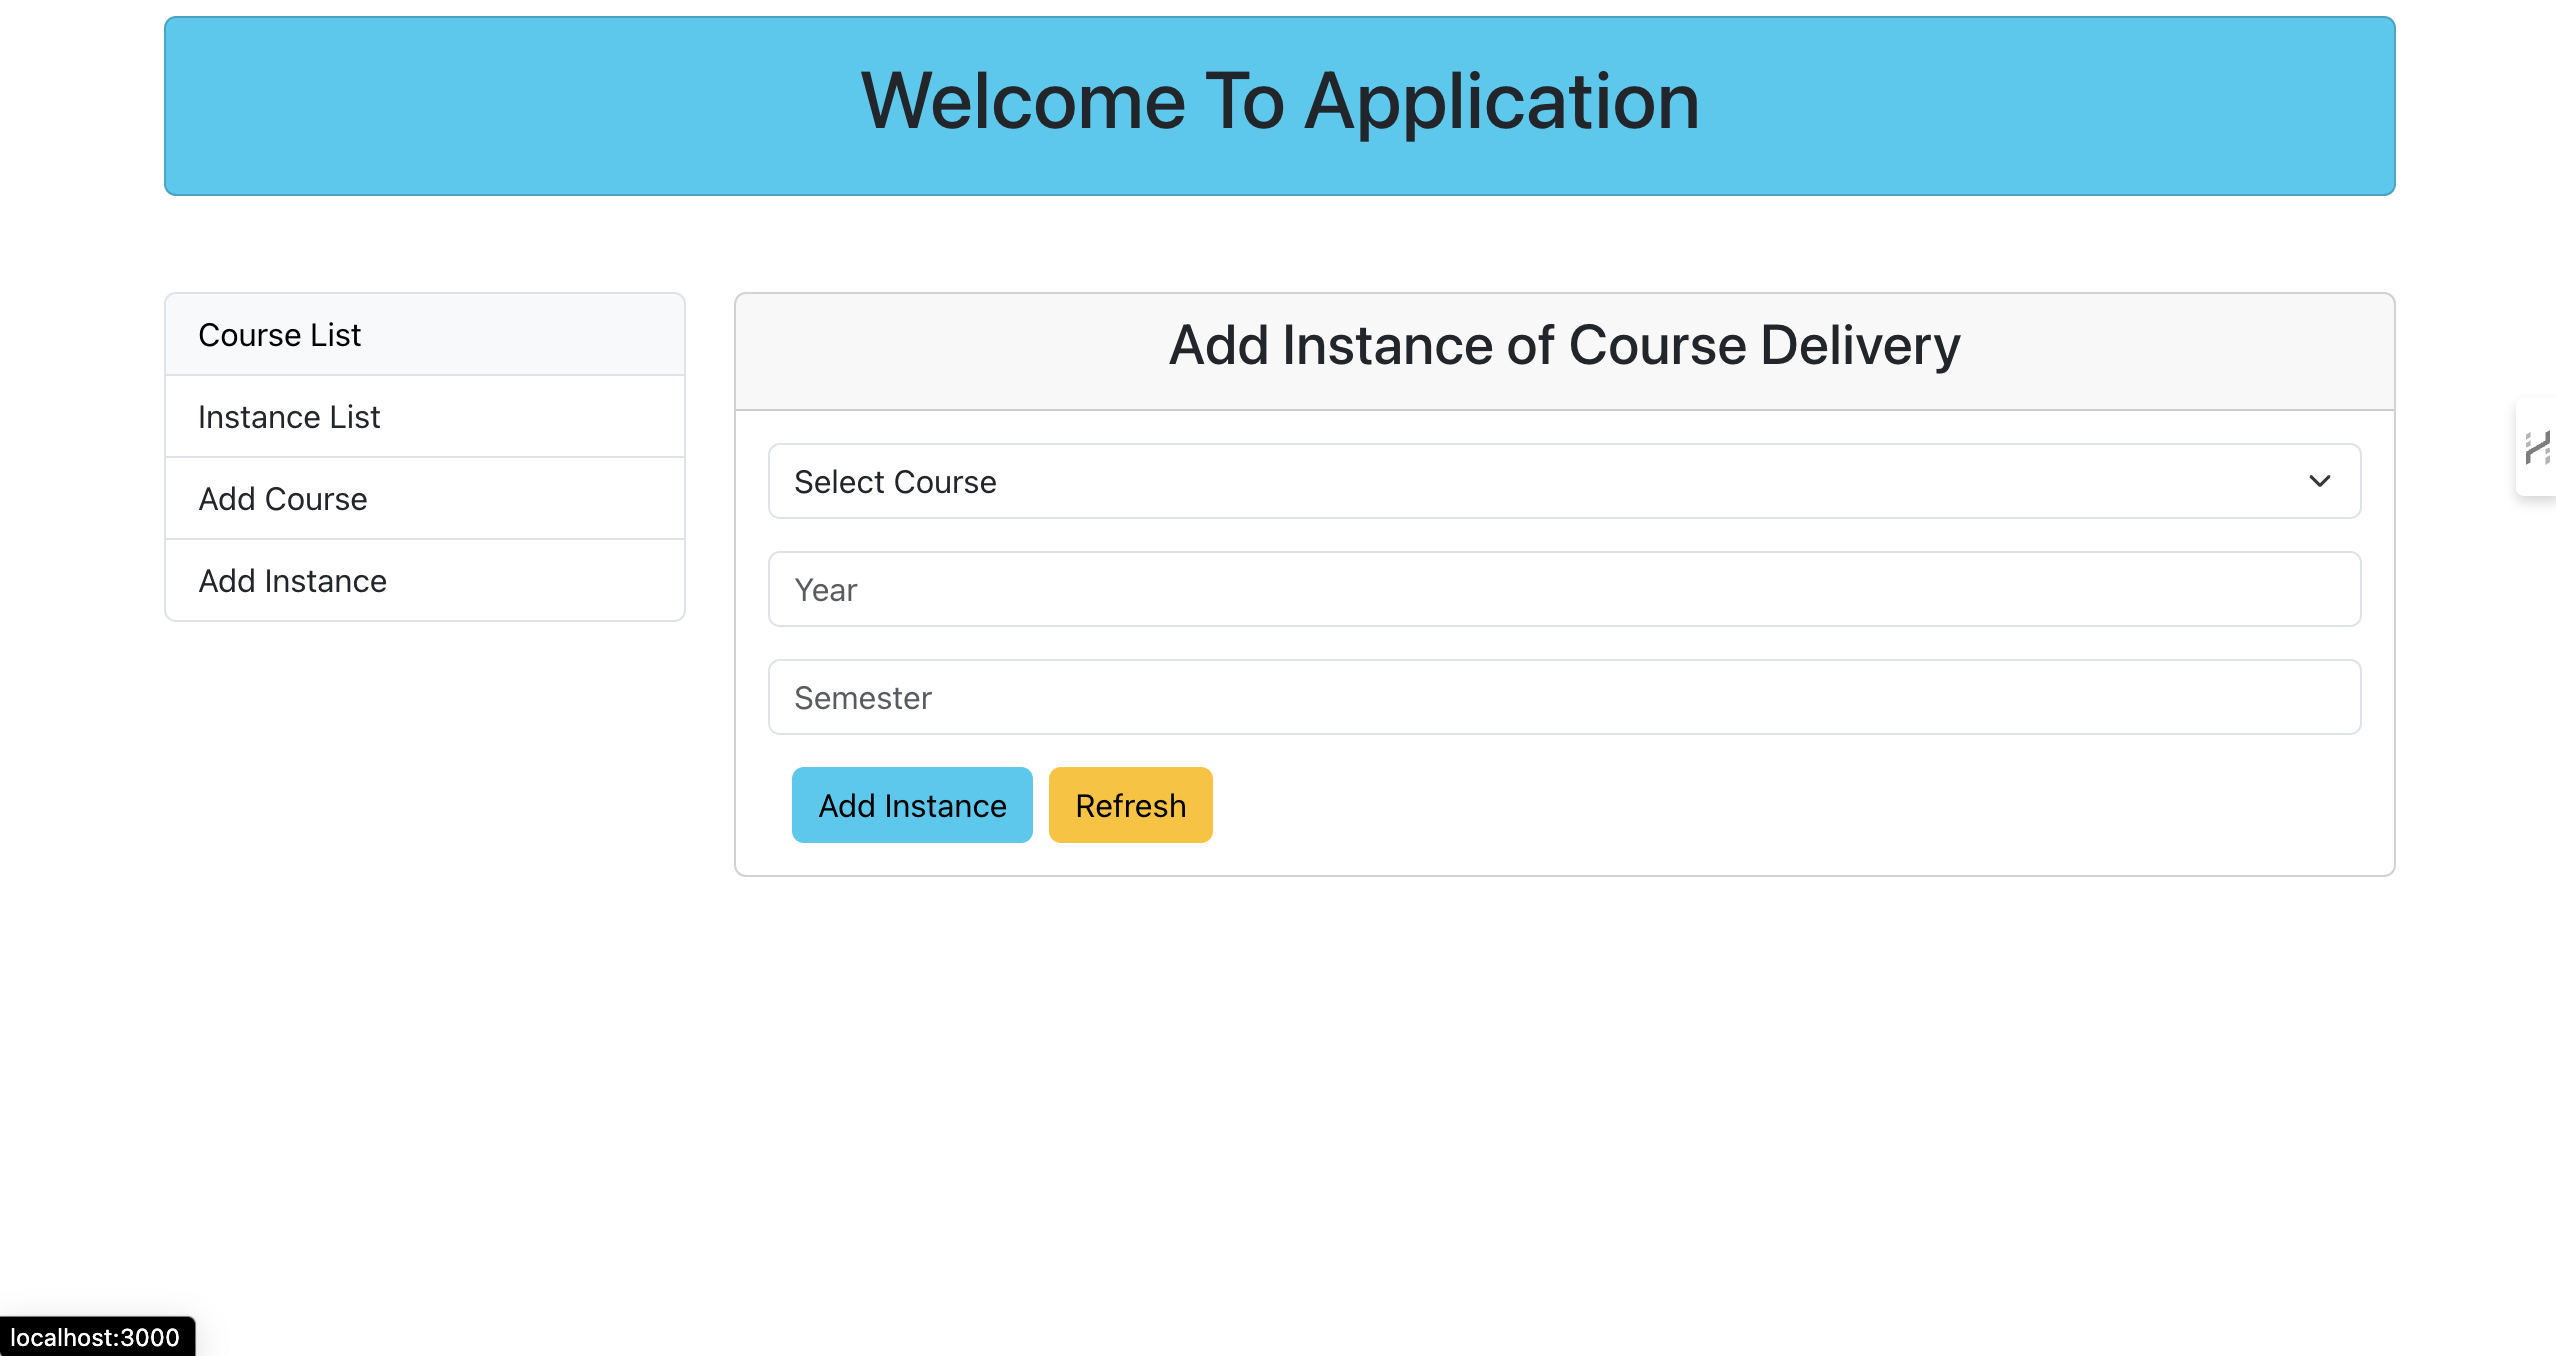 Welcome To Application
Course List
Instance List
Add Course
Add Instance
Add Instance of Course Delivery
Select Course
Year
Semester
Add Instance Refresh
localhost:3000